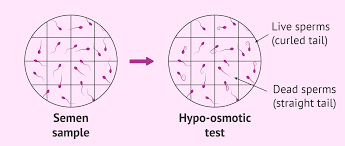 Live sperms
(curled tail)
Dead sperms
(straight tail)
Semen
sample
Hypo-osmotic
test